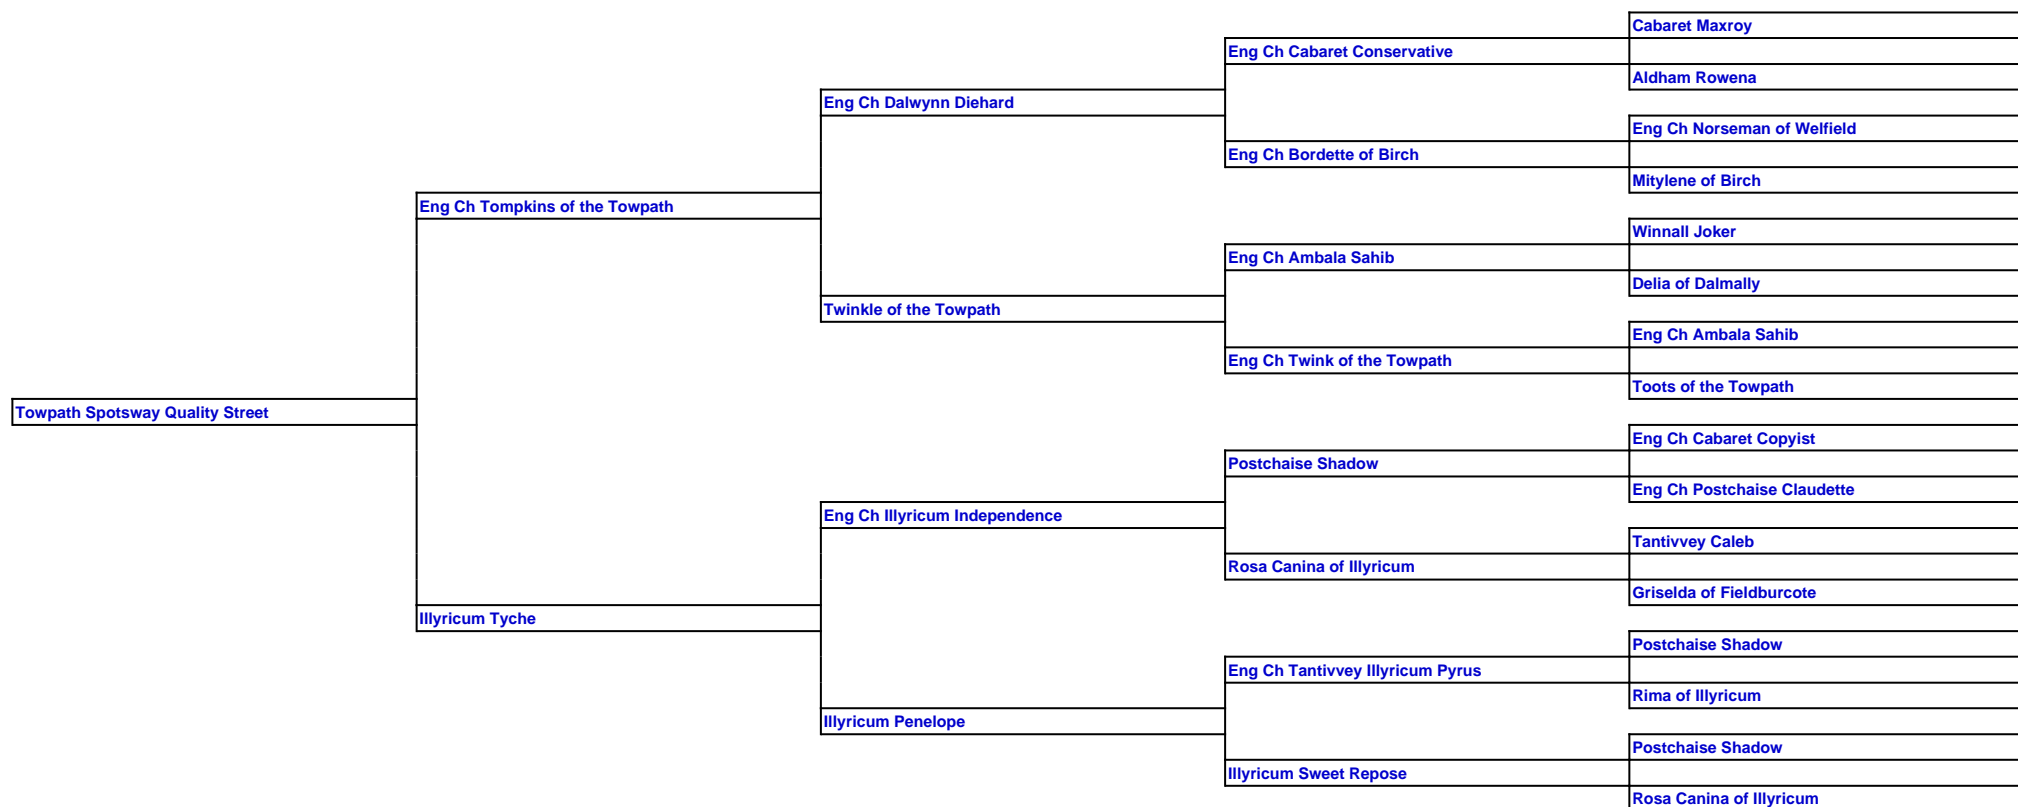 Cabaret Maxroy
Eng Ch Cabaret Conservative
Aldham Rowena
Eng Ch Dalwynn Diehard
Eng Ch Norseman of Welfield
Eng Ch Bordette of Birch
Mitylene of Birch
Eng Ch Tompkins of the Towpath
Winnall Joker
Eng Ch Ambala Sahib
Delia of Dalmally
Twinkle of the Towpath
Eng Ch Ambala Sahib
Eng Ch Twink of the Towpath
Toots of the Towpath
Towpath Spotsway Quality Street
Eng Ch Cabaret Copyist
Postchaise Shadow
Eng Ch Postchaise Claudette
Eng Ch Illyricum Independence
Tantivvey Caleb
Rosa Canina of Illyricum
Griselda of Fieldburcote
Illyricum Tyche
Postchaise Shadow
Eng Ch Tantivvey Illyricum Pyrus
Rima of Illyricum
Illyricum Penelope
Postchaise Shadow
Illyricum Sweet Repose
Rosa Canina of Illyricum